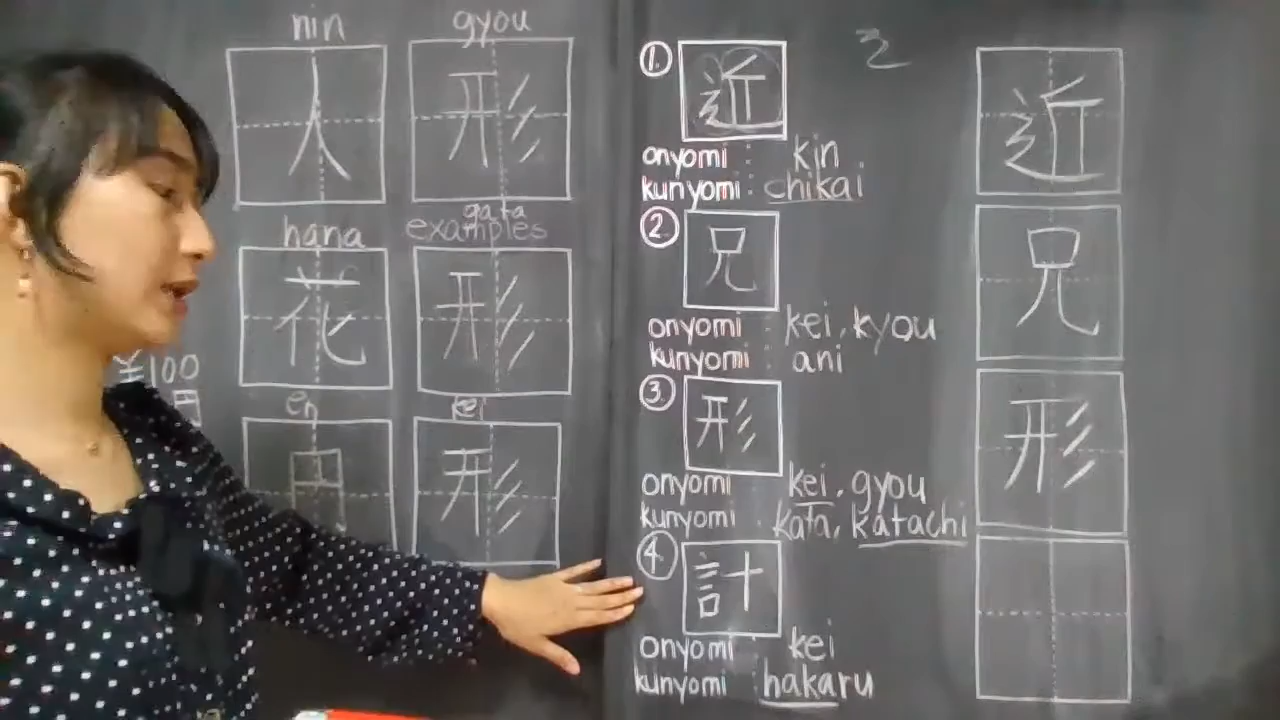 nin gyou
人 形
gata
hana examples
花 形
¥100
円
en kei
円 形
1. 近
onyomi : kin
kunyomi : chikai
2. 兄
onyomi : kei, kyou
kunyomi : ani
3. 形
onyomi kei, gyou
kunyomi : kata, katachi
4. 計
onyomi kei
kunyomi : hakaru
近
兄
形